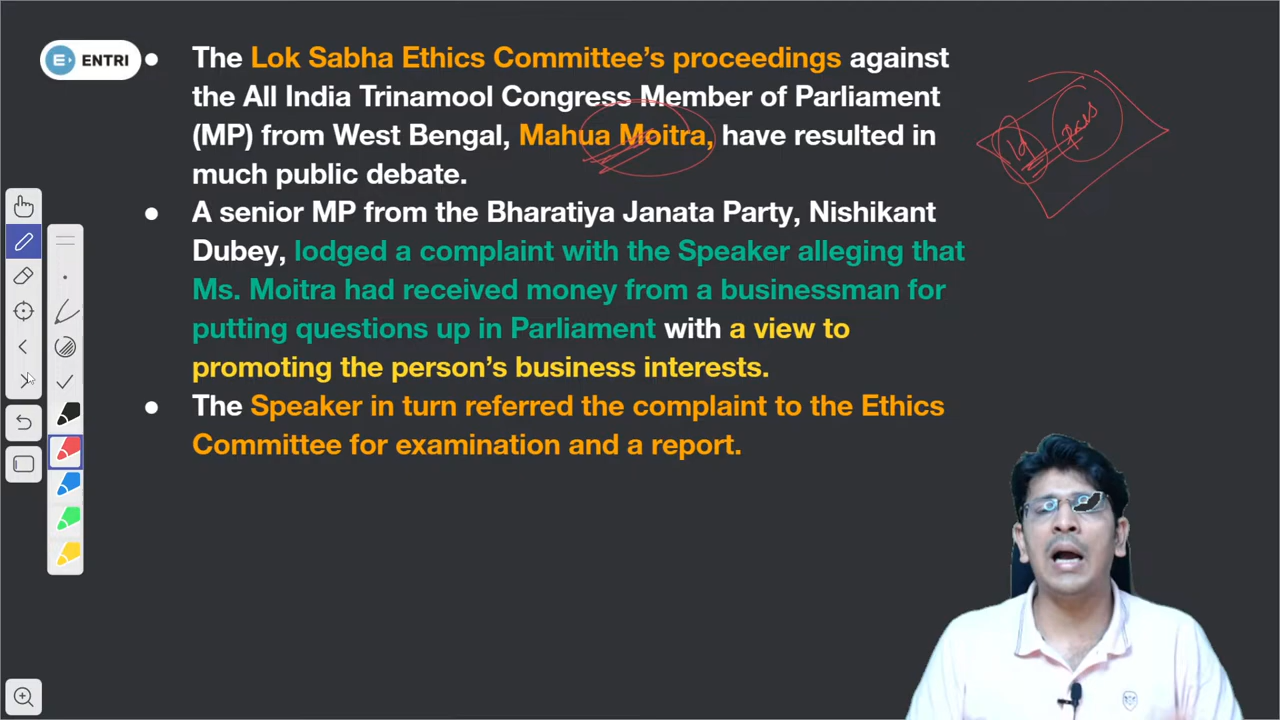 ENTRI
● The Lok Sabha Ethics Committee’s proceedings against
the All India Trinamool Congress Member of Parliament
(MP) from West Bengal, Mahua Moitra, have resulted in
much public debate.
● A senior MP from the Bharatiya Janata Party, Nishikant
Dubey, lodged a complaint with the Speaker alleging that
Ms. Moitra had received money from a businessman for
putting questions up in Parliament with a view to
promoting the person’s business interests.
● The Speaker in turn referred the complaint to the Ethics
Committee for examination and a report.
Id pass